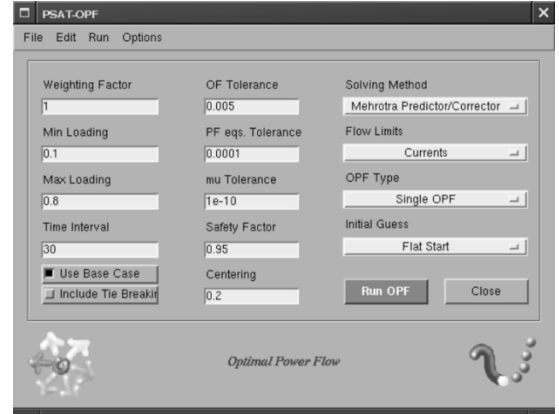 PSAT-OPF
File Edit Run Options
Weighting Factor
1
Min Loading
0.1
Max Loading
0.8
Time Interval
30
Use Base Case
Include Tie Breakin
OF Tolerance
0.005
PF eqs. Tolerance
0.0001
mu Tolerance
1e-10
Safety Factor
0.95
Centering
0.2
Solving Method
Mehrotra Predictor/Corrector
Flow Limits
Currents
OPF Type
Single OPF
Initial Guess
Flat Start
Run OPF
Close
Optimal Power Flow